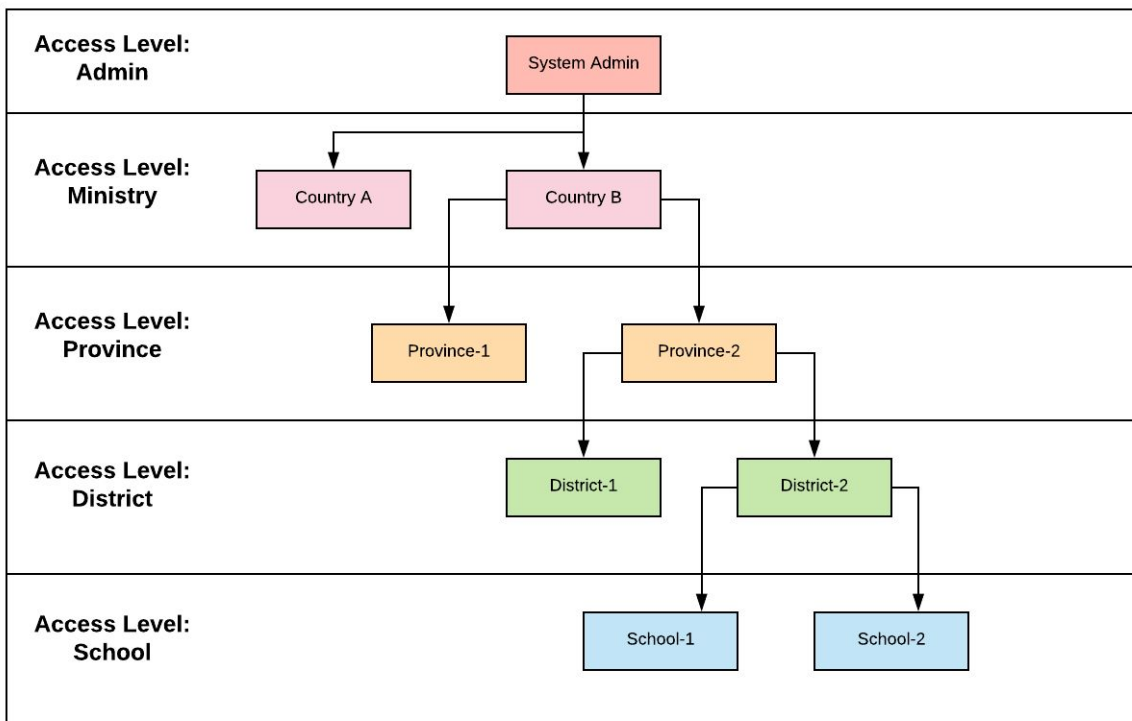 Access Level:
Admin
System Admin
Access Level:
Ministry
Country A
Country B
Access Level:
Province
Province-1
Province-2
Access Level:
District
District-1
District-2
Access Level:
School
School-1
School-2